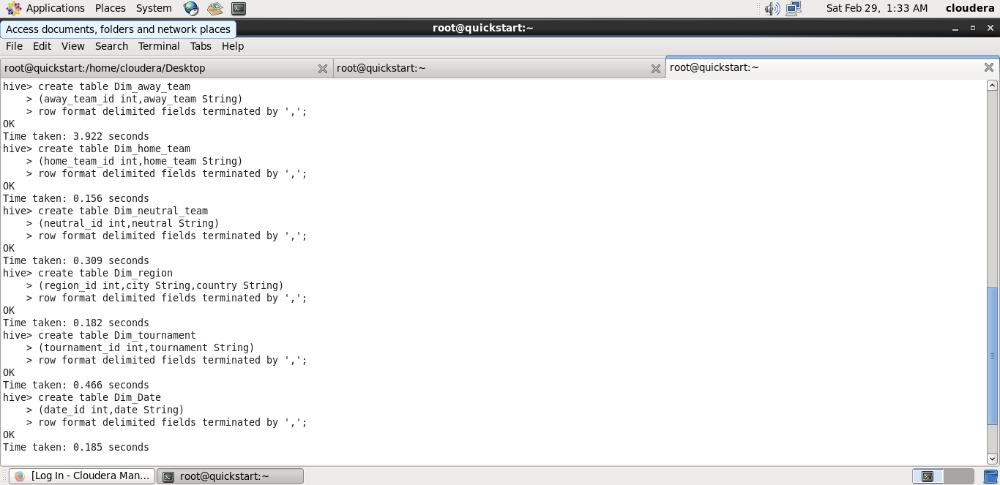 Applications Places System Sat Feb 29, 1:33 AM cloudera
Access documents, folders and network places
root@quickstart:~
File Edit View Search Terminal Tabs Help
root@quickstart:/home/cloudera/Desktop root@quickstart:~ root@quickstart:~
hive> create table Dim_away_team
    > (away_team_id int,away_team String)
    > row format delimited fields terminated by ',';
OK
Time taken: 3.922 seconds
hive> create table Dim_home_team
    > (home_team_id int,home_team String)
    > row format delimited fields terminated by ',';
OK
Time taken: 0.156 seconds
hive> create table Dim_neutral_team
    > (neutral_id int,neutral String)
    > row format delimited fields terminated by ',';
OK
Time taken: 0.309 seconds
hive> create table Dim_region
    > (region_id int,city String,country String)
    > row format delimited fields terminated by ',';
OK
Time taken: 0.182 seconds
hive> create table Dim_tournament
    > (tournament_id int,tournament String)
    > row format delimited fields terminated by ',';
OK
Time taken: 0.466 seconds
hive> create table Dim_Date
    > (date_id int,date String)
    > row format delimited fields terminated by ',';
OK
Time taken: 0.185 seconds
[Log In - Cloudera Man... root@quickstart:~